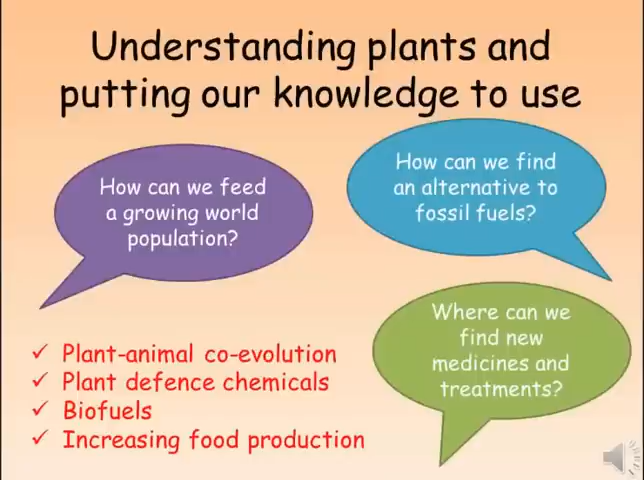 Understanding plants and
putting our knowledge to use
How can we feed
a growing world
population?
How can we find
an alternative to
fossil fuels?
Where can we
find new
medicines and
treatments?
✓ Plant-animal co-evolution
✓ Plant defence chemicals
✓ Biofuels
✓ Increasing food production